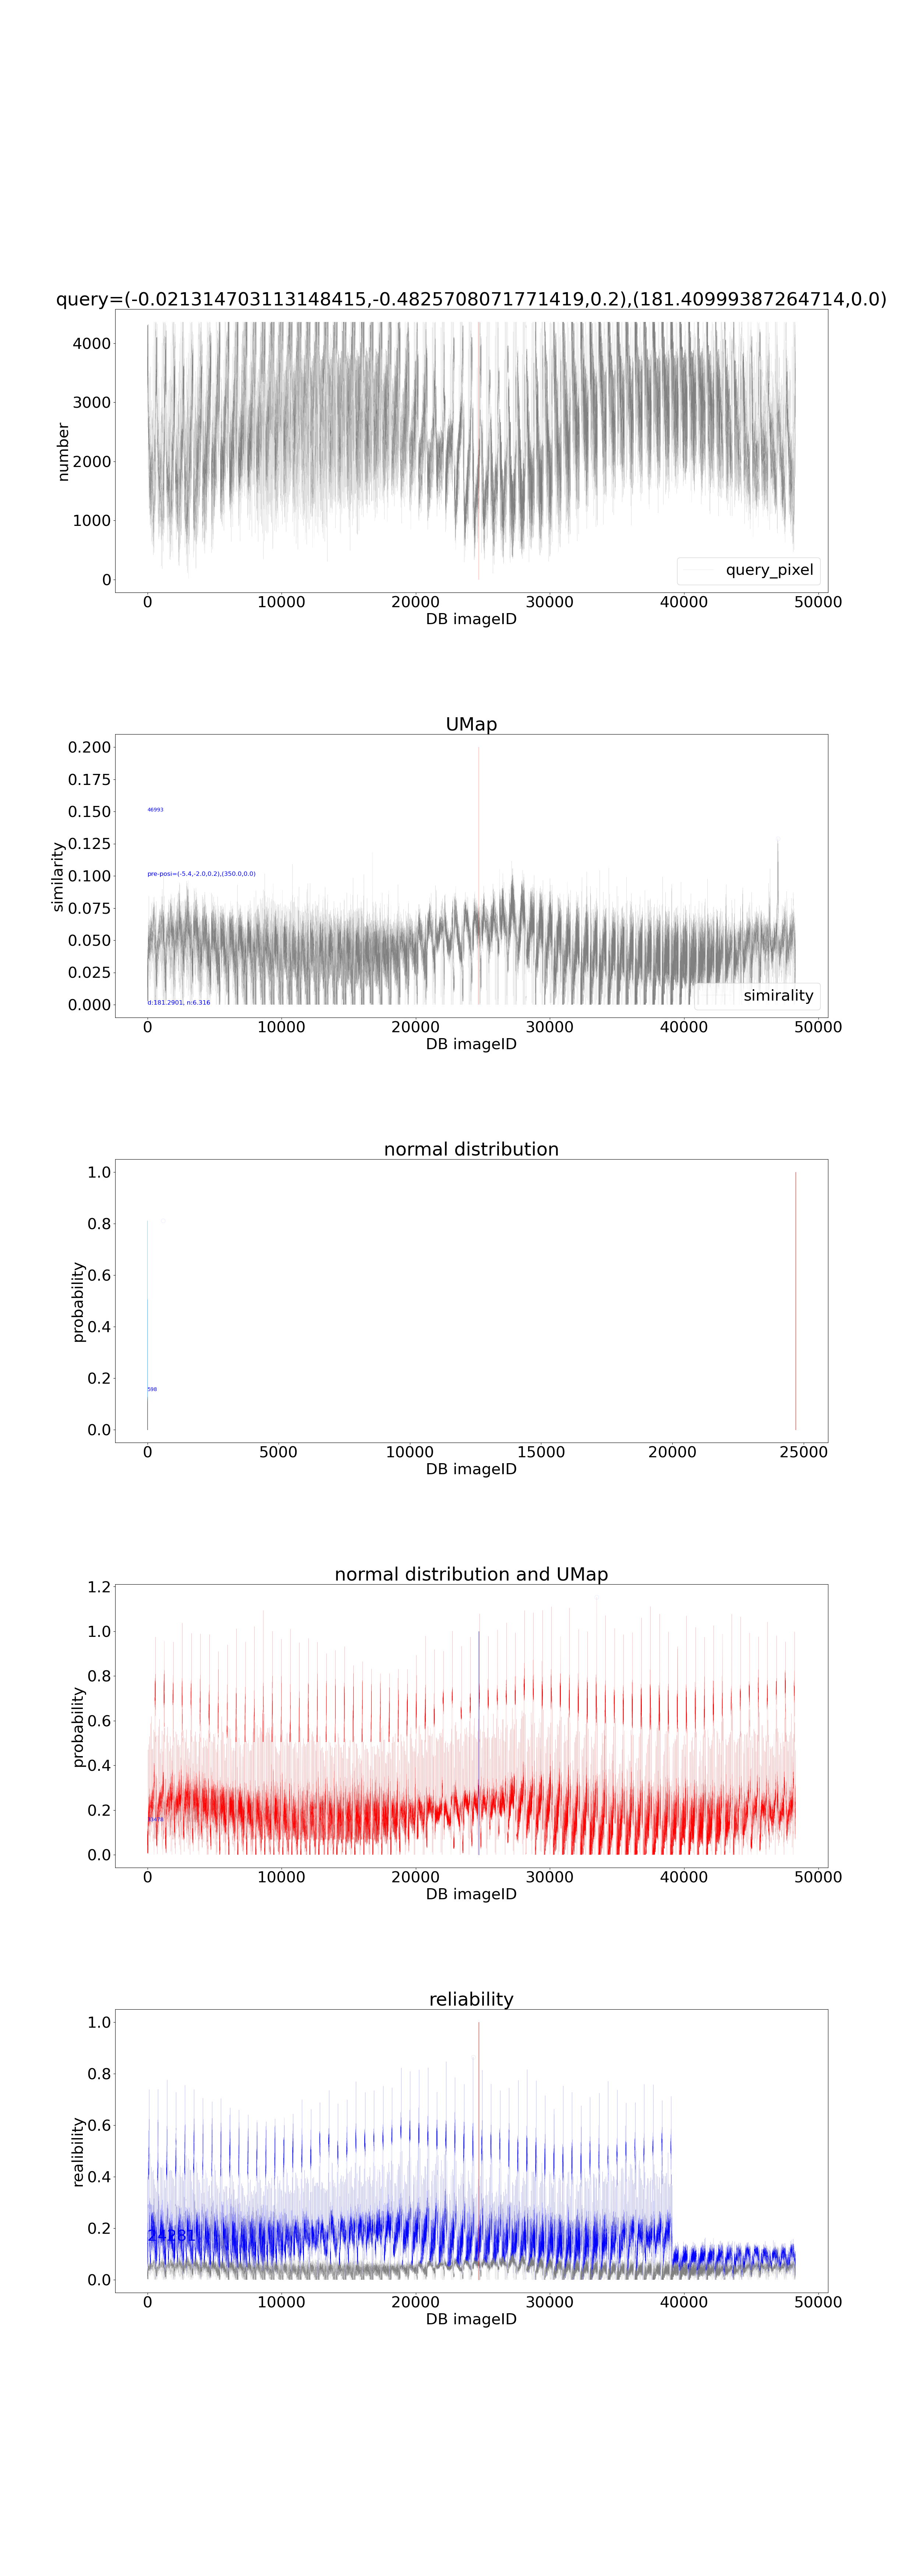 query=(-0.021314703113148415,-0.4825708071771419,0.2),(181.40999387264714,0.0)
4000
3000
2000
1000
0
number
query_pixel
0 10000 20000 30000 40000 50000
DB imageID
UMap
0.200
0.175
0.150
0.125
0.100
0.075
0.050
0.025
0.000
similarity
46993
pre-posi=(-5.4,-2.0,0.2),(350.0,0.0)
d:181.2901, n:6.316
simirality
0 10000 20000 30000 40000 50000
DB imageID
normal distribution
1.0
0.8
0.6
0.4
0.2
0.0
probability
598
0 5000 10000 15000 20000 25000
DB imageID
normal distribution and UMap
1.2
1.0
0.8
0.6
0.4
0.2
0.0
probability
0 10000 20000 30000 40000 50000
DB imageID
reliability
1.0
0.8
0.6
0.4
0.2
0.0
realibility
24281
0 10000 20000 30000 40000 50000
DB imageID